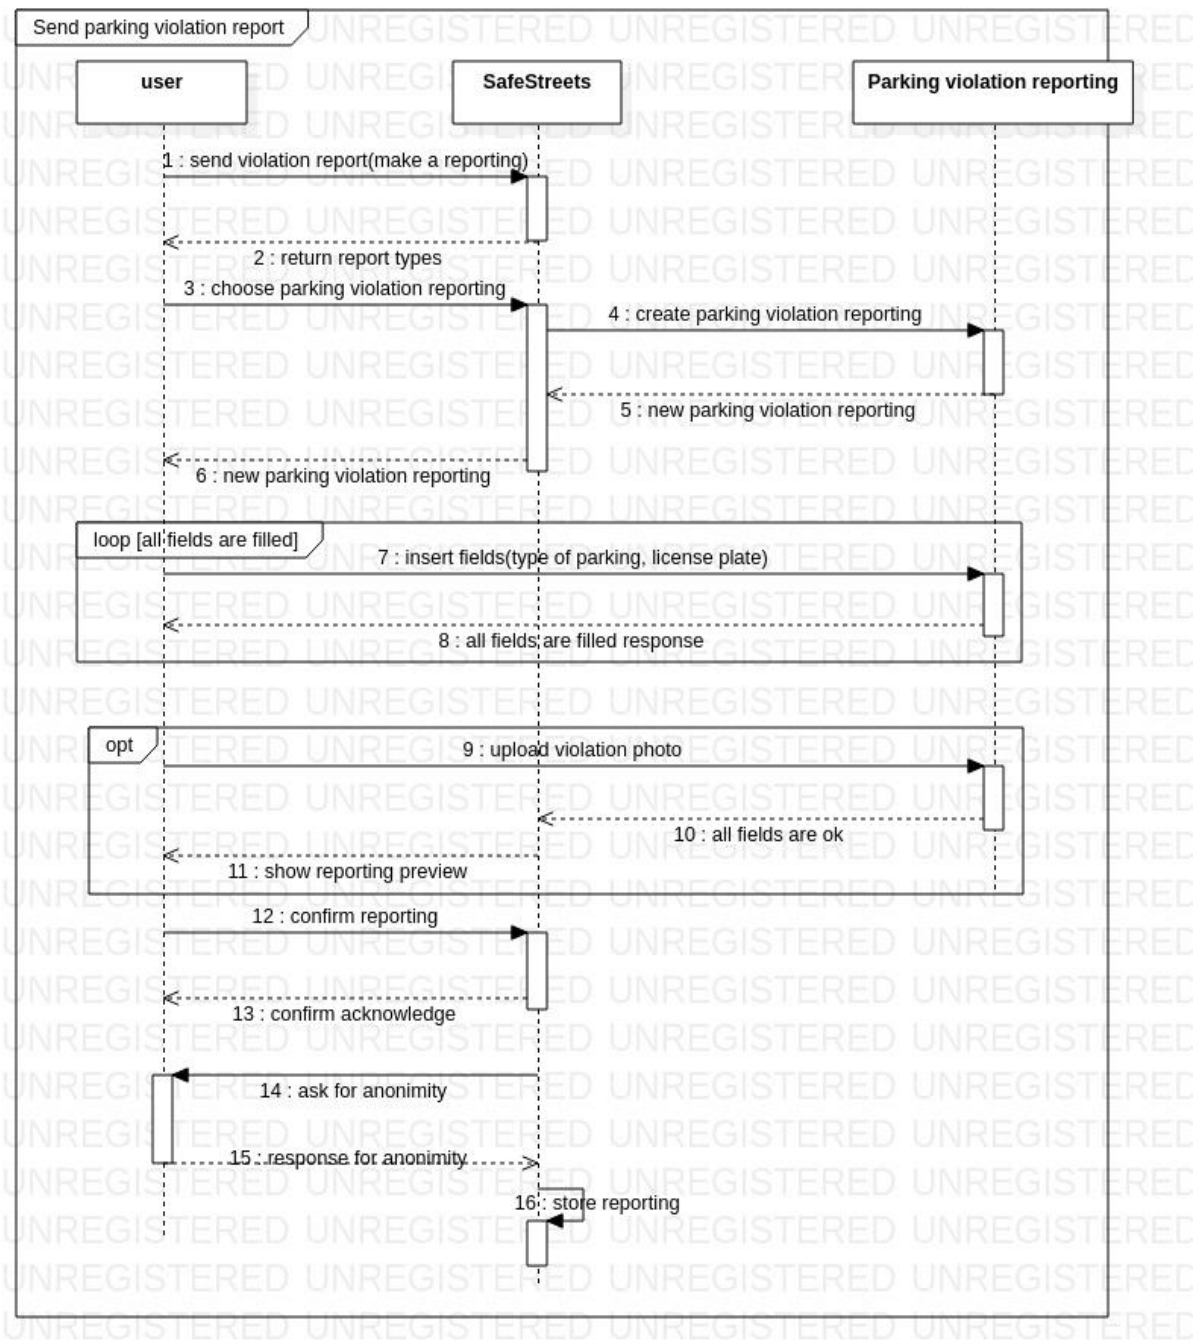 Send parking violation report
user
SafeStreets
Parking violation reporting
1 : send violation report(make a reporting)
2 : return report types
3 : choose parking violation reporting
4 : create parking violation reporting
5 : new parking violation reporting
6 : new parking violation reporting
loop [all fields are filled]
7 : insert fields(type of parking, license plate)
8 : all fields are filled response
opt
9 : upload violation photo
10 : all fields are ok
11 : show reporting preview
12 : confirm reporting
13 : confirm acknowledge
14 : ask for anonimity
15 : response for anonimity
16 : store reporting
UNREGISTERED